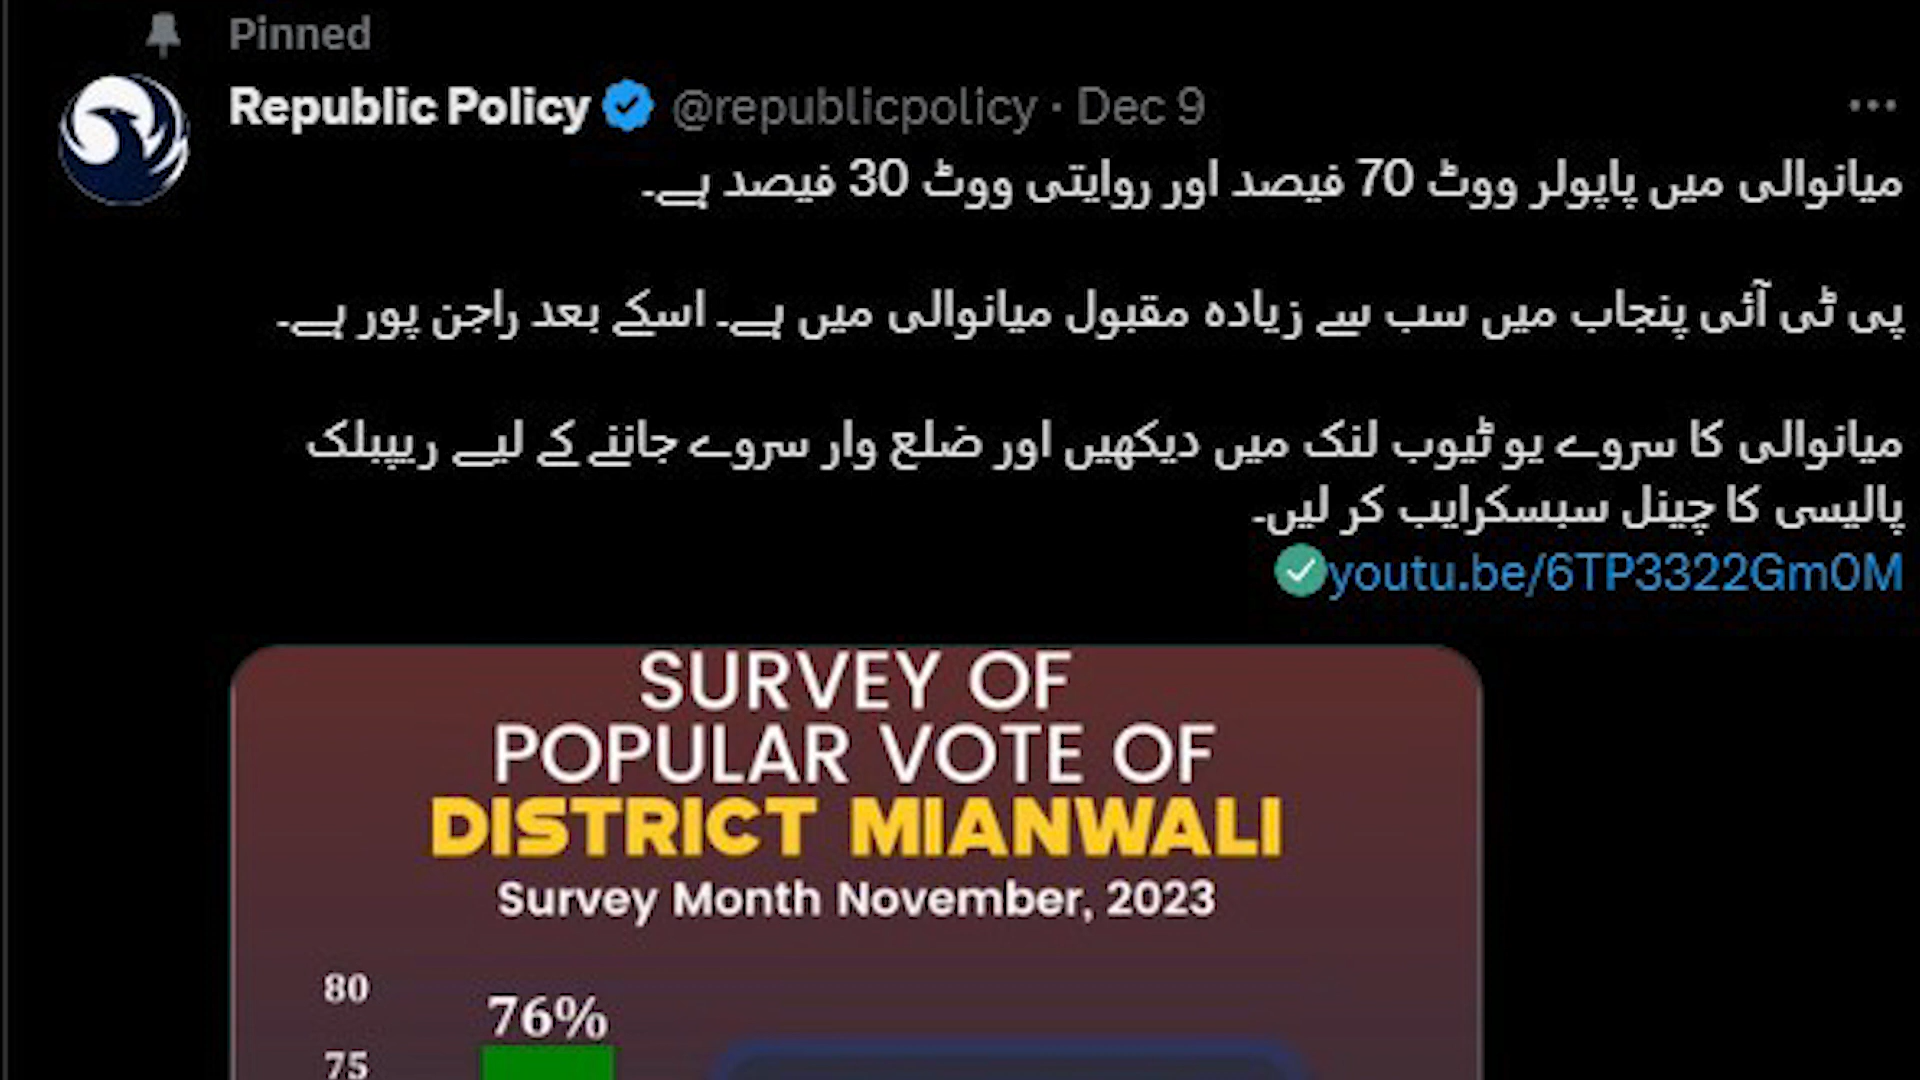 Pinned
Republic Policy @republicpolicy · Dec 9
میانوالی میں پاپولر ووٹ 70 فیصد اور روایتی ووٹ 30 فیصد ہے۔
پی ٹی آئی پنجاب میں سب سے زیادہ مقبول میانوالی میں ہے۔ اسکے بعد راجن پور ہے۔
میانوالی کا سروے یو ٹیوب لنک میں دیکھیں اور ضلع وار سروے جاننے کے لیے ریپبلک
پالیسی کا چینل سبسکرایب کر لیں۔
youtu.be/6TP3322Gm0M
SURVEY OF
POPULAR VOTE OF
DISTRICT MIANWALI
Survey Month November, 2023
80
76%
75